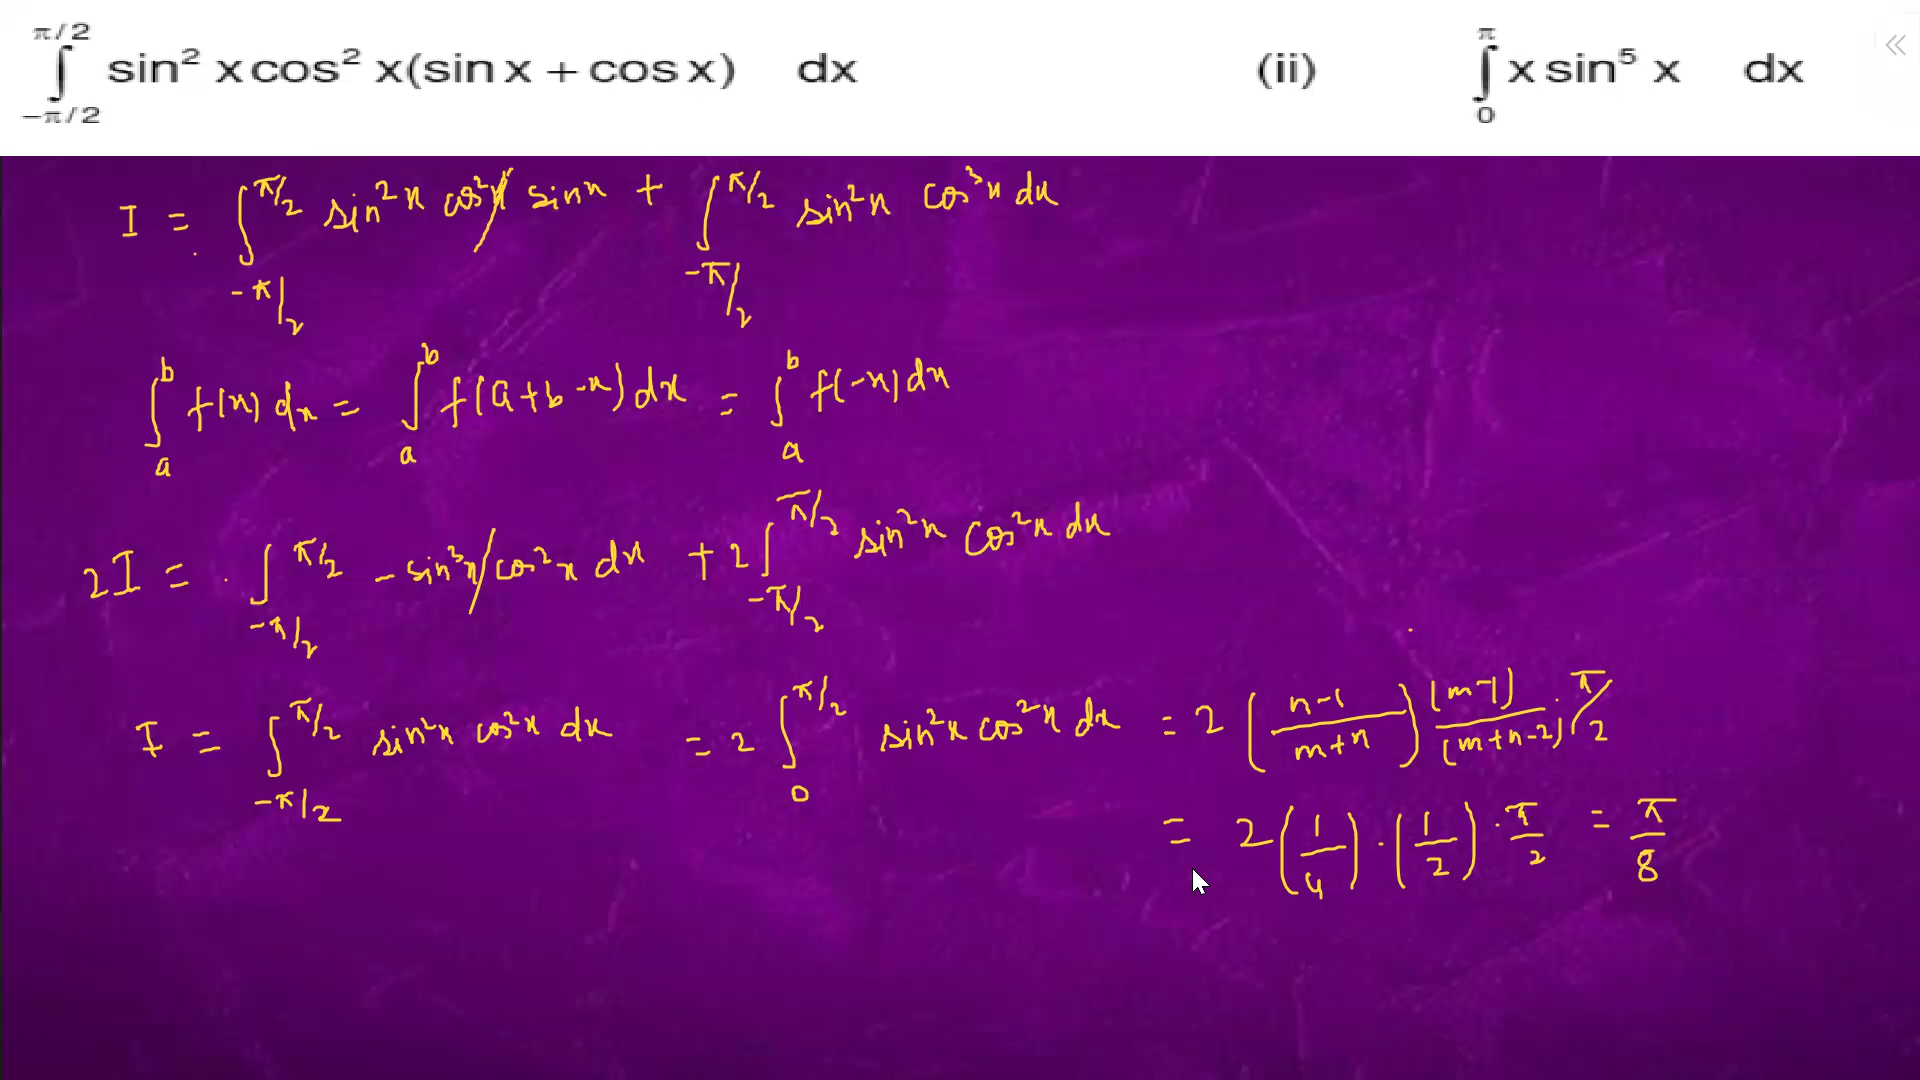 ∫_{-π/2}^{π/2} sin² x cos² x(sin x + cos x) dx (ii) ∫_0^π x sin⁵ x dx
I = ∫_{-π/2}^{π/2} sin²x cos²x sinx + ∫_{-π/2}^{π/2} sin²x cos³x dx
∫_a^b f(x) dx = ∫_a^b f(a+b-x) dx = ∫_a^b f(-x) dx
2I = ∫_{-π/2}^{π/2} -sin³x cos²x dx + 2∫_{-π/2}^{π/2} sin²x cos²x dx
I = ∫_{-π/2}^{π/2} sin²x cos²x dx = 2∫_0^{π/2} sin²x cos²x dx = 2 ((n-1)/(m+n)) (m-1)/(m+n-2) · π/2
= 2(1/4)·(1/2)·π/2 = π/8